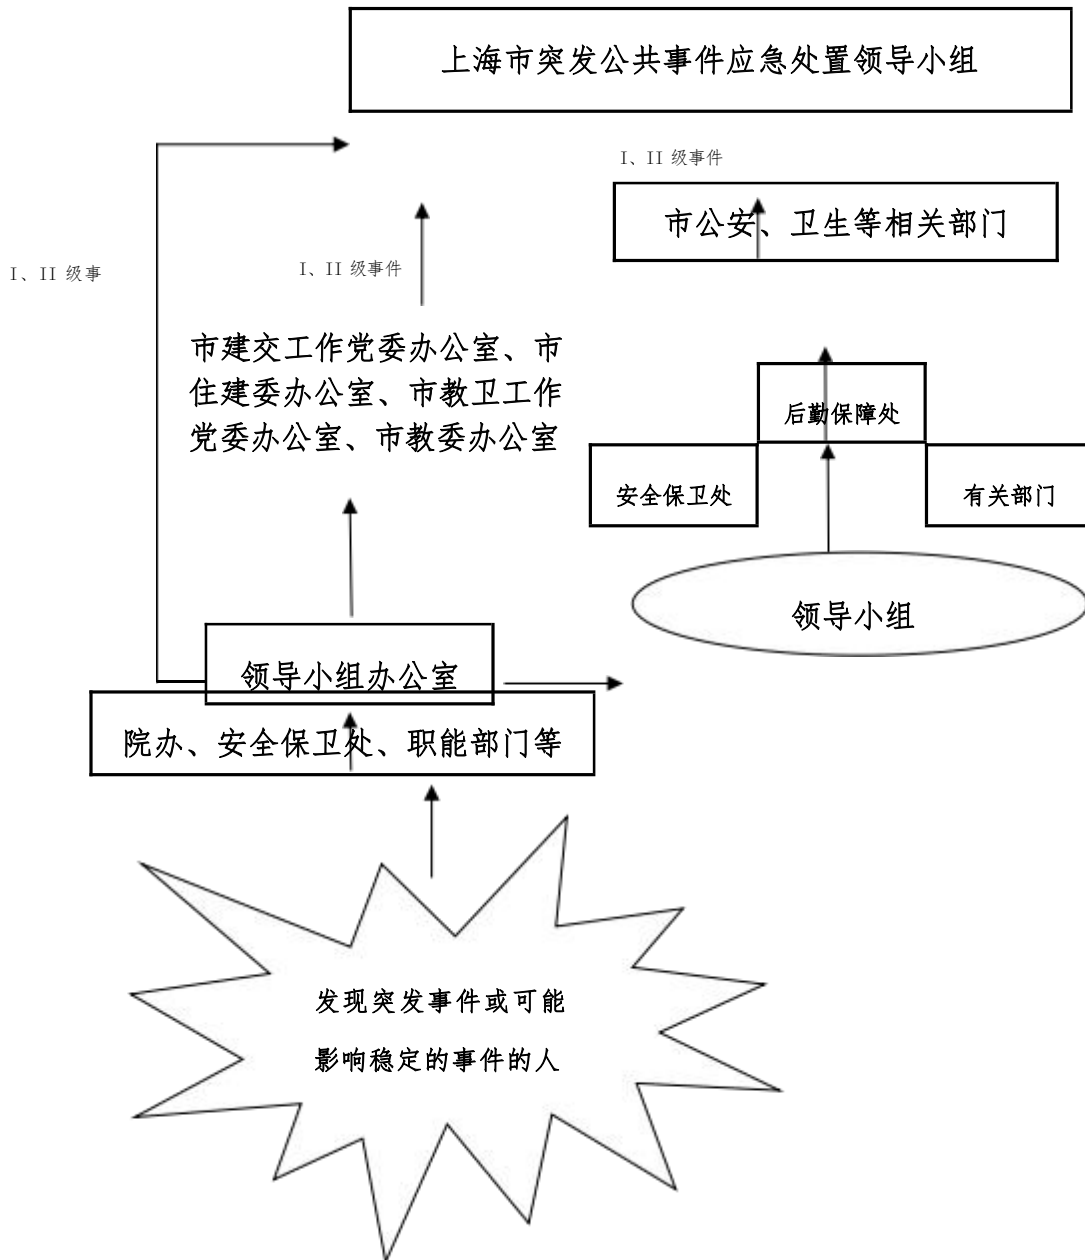 上海市突发公共事件应急处置领导小组
I、II 级事件
市公安、卫生等相关部门
I、II 级事
I、II 级事件
市建交工作党委办公室、市
住建委办公室、市教卫工作
党委办公室、市教委办公室
后勤保障处
安全保卫处
有关部门
领导小组
领导小组办公室
院办、安全保卫处、职能部门等
发现突发事件或可能
影响稳定的事件的人